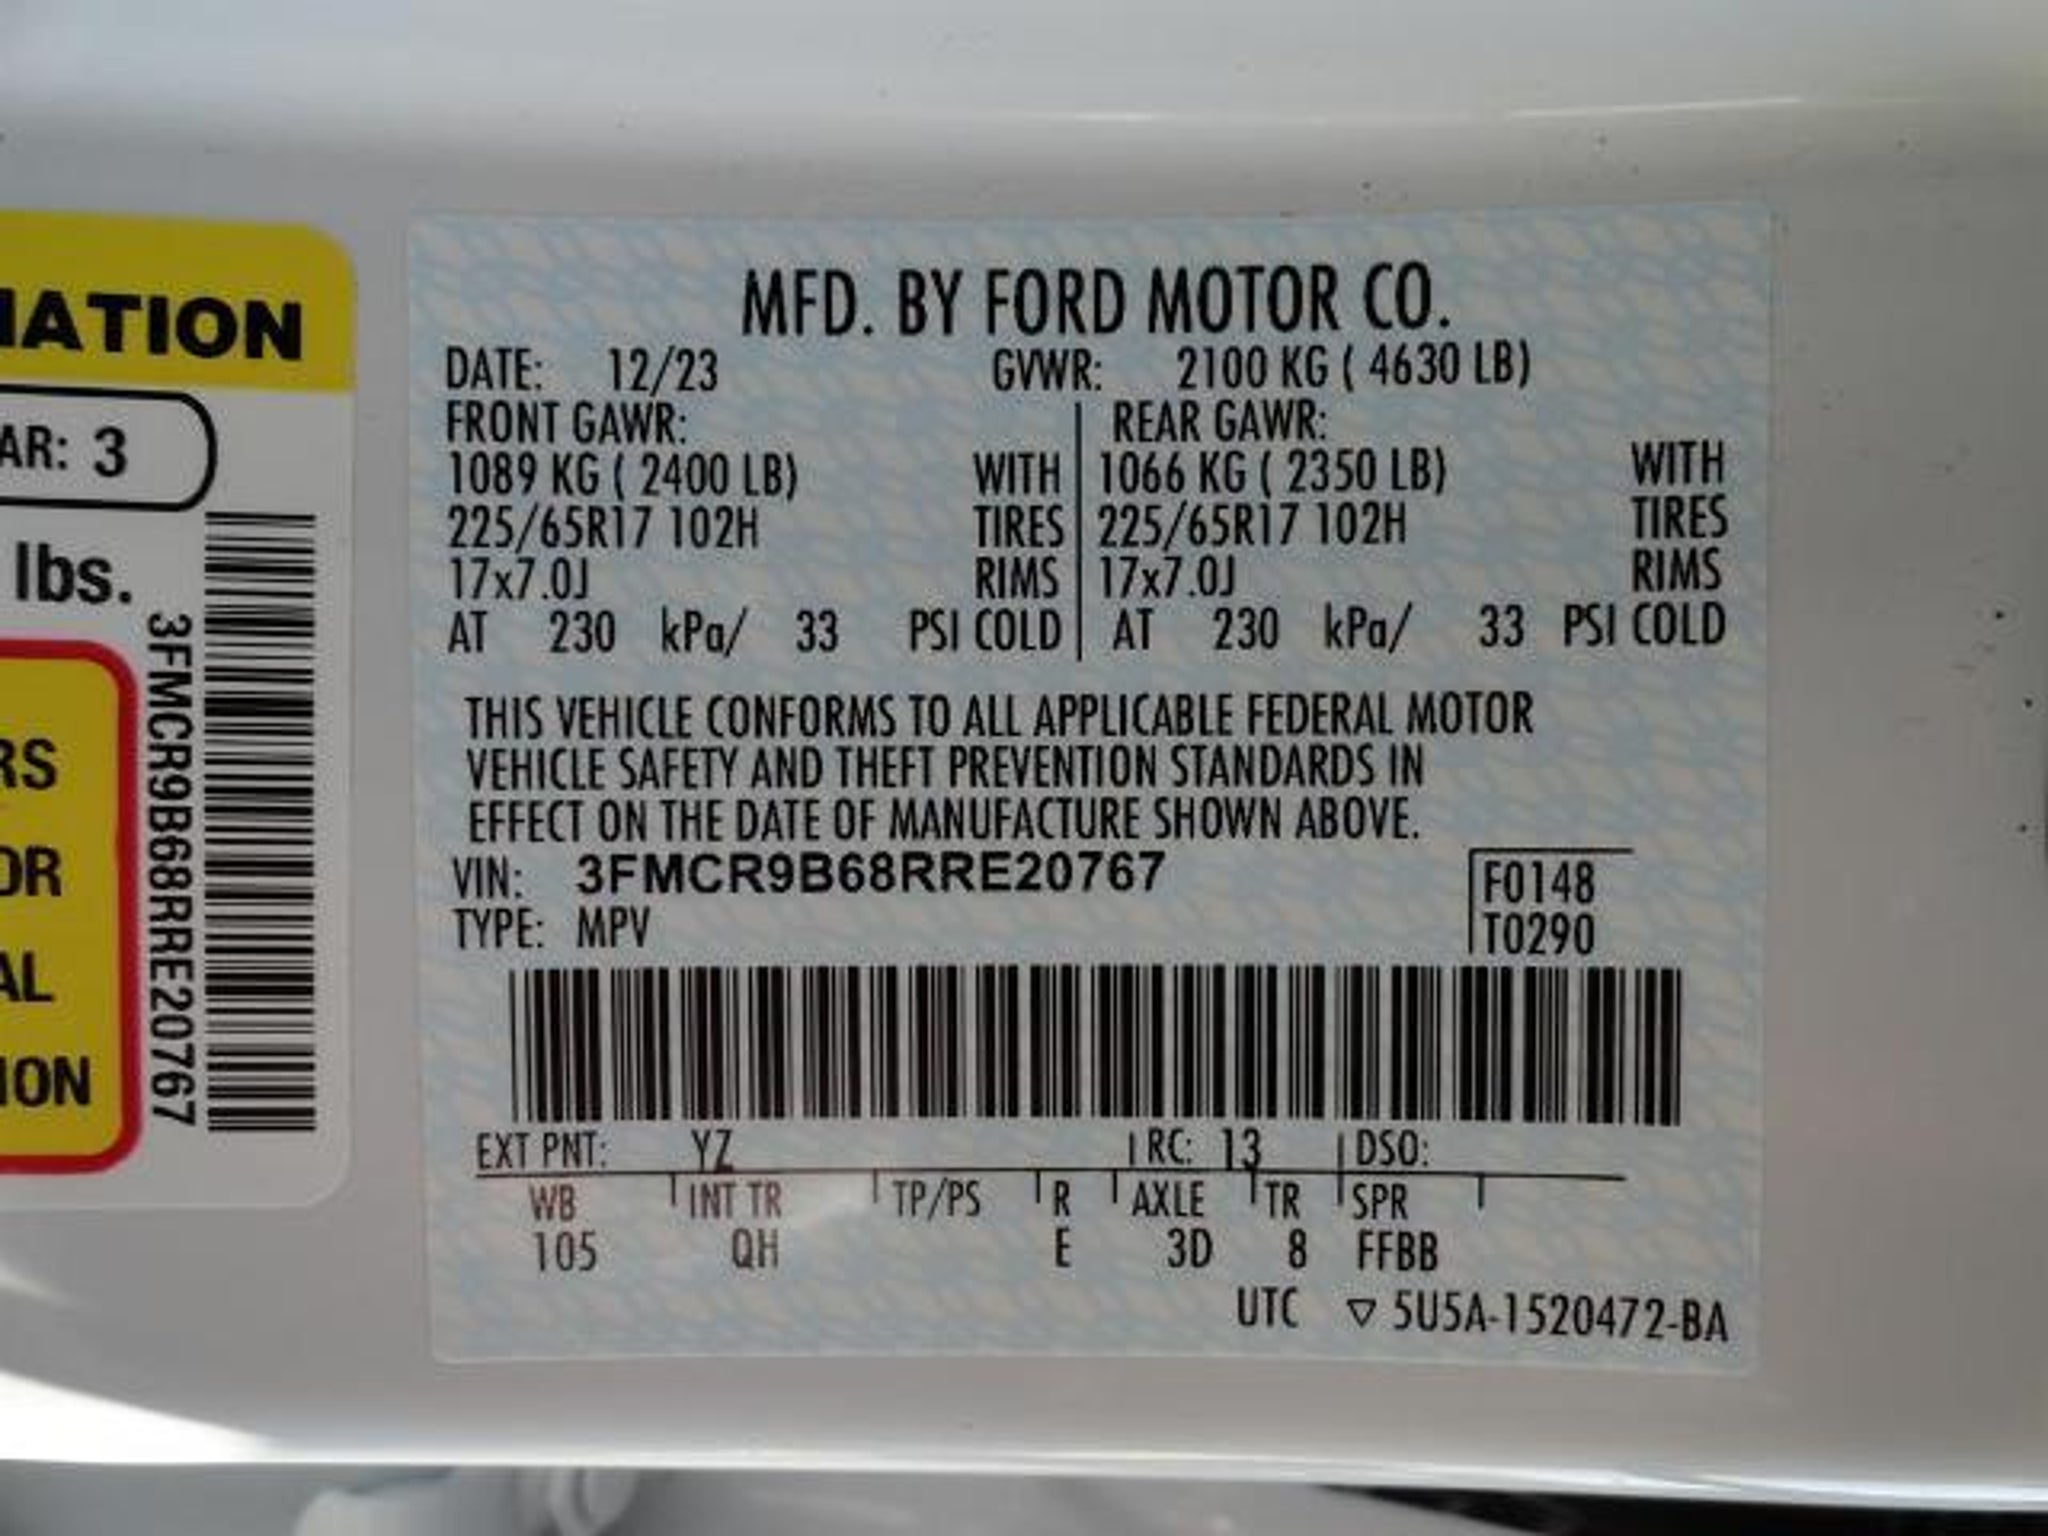 MATION
AR: 3
lbs.
RS
OR
AL
ION
3FMCR9B68RRE20767
MFD. BY FORD MOTOR CO.
DATE: 12/23 GVWR: 2100 KG ( 4630 LB)
FRONT GAWR: REAR GAWR:
1089 KG ( 2400 LB) WITH 1066 KG ( 2350 LB) WITH
225/65R17 102H TIRES 225/65R17 102H TIRES
17x7.0J RIMS 17x7.0J RIMS
AT 230 kPa/ 33 PSI COLD AT 230 kPa/ 33 PSI COLD
THIS VEHICLE CONFORMS TO ALL APPLICABLE FEDERAL MOTOR
VEHICLE SAFETY AND THEFT PREVENTION STANDARDS IN
EFFECT ON THE DATE OF MANUFACTURE SHOWN ABOVE.
VIN: 3FMCR9B68RRE20767 F0148
TYPE: MPV T0290
EXT PNT: YZ RC: 13 DSO:
WB INT TR TP/PS R AXLE TR SPR
105 QH E 3D 8 FFBB
UTC ▽ 5U5A-1520472-BA